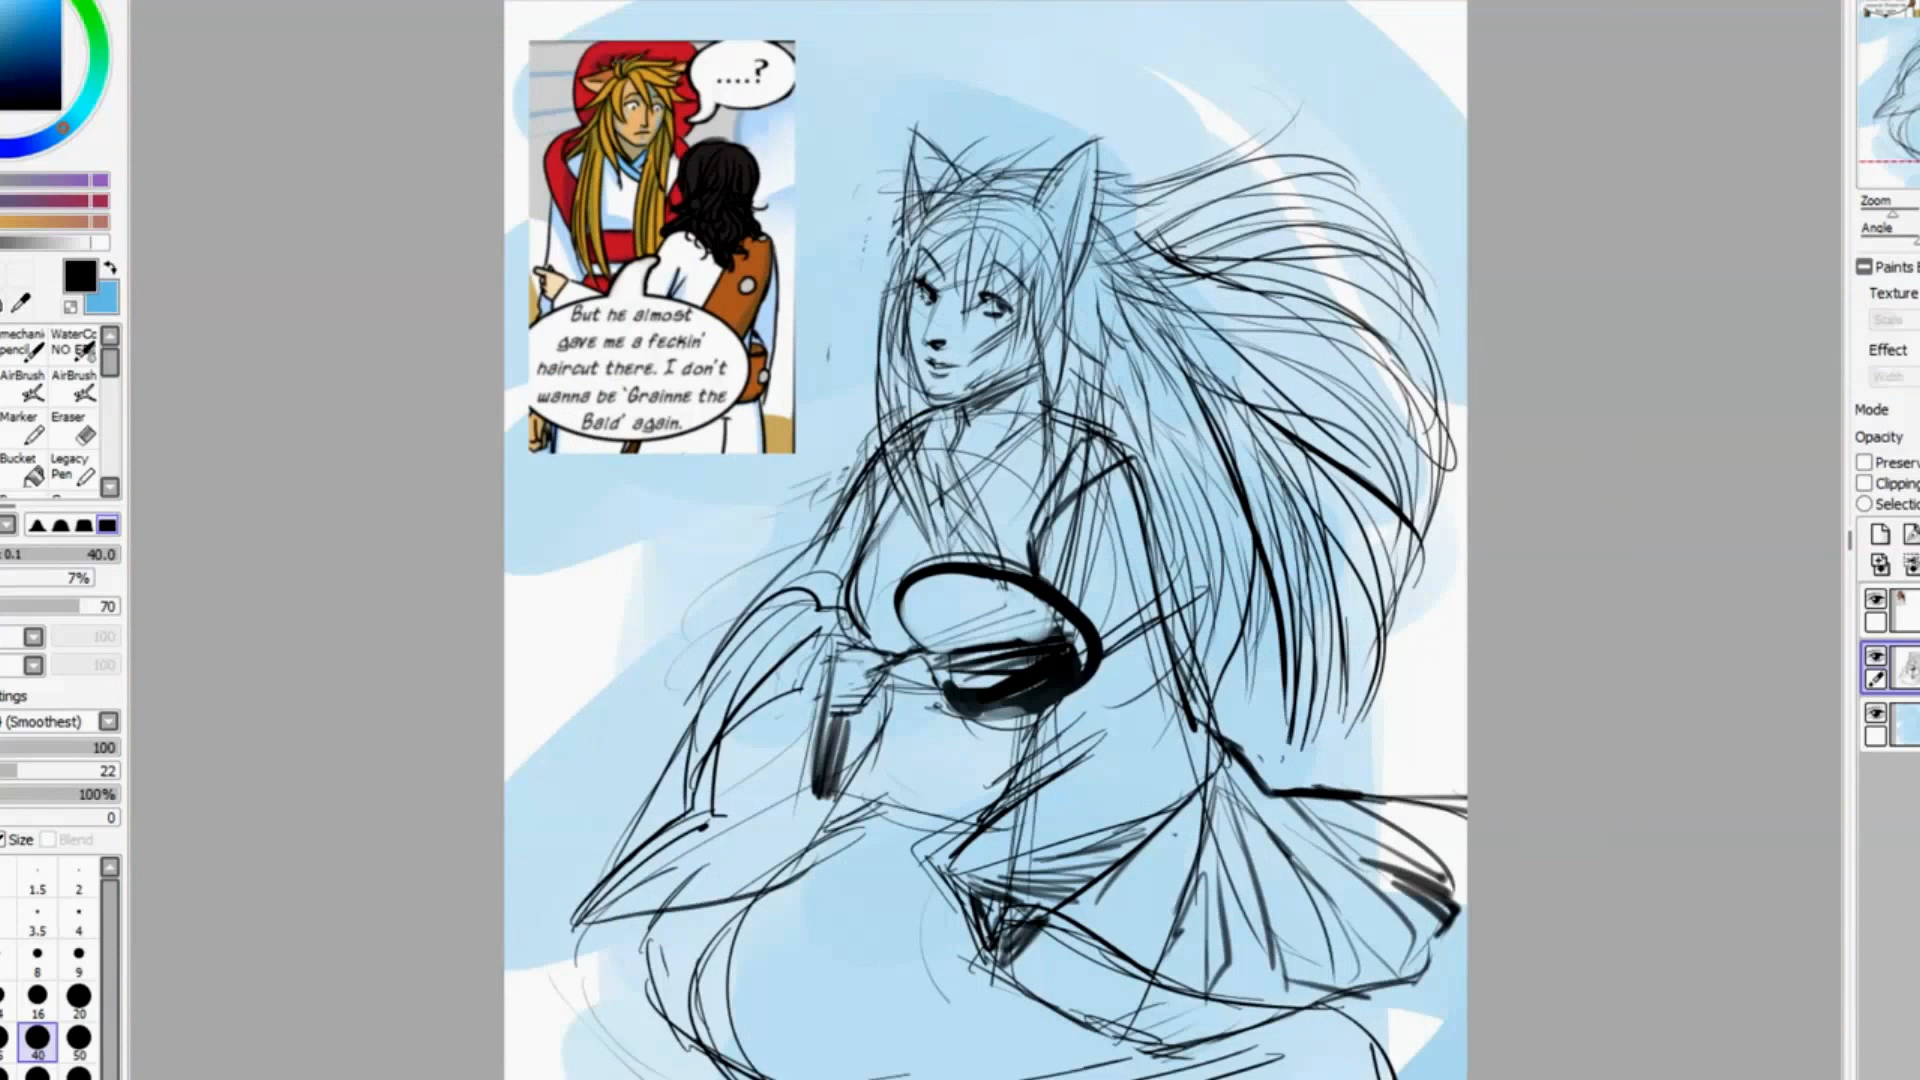 ....?
But he almost
gave me a feckin'
haircut there. I don't
wanna be 'Grainne the
Bald' again.
mechani
pencil
WaterCo
NO E
AirBrush
AirBrush
Marker
Eraser
Bucket
Legacy
Pen
0.1
40.0
7%
70
100
100
tings
(Smoothest)
100
22
100%
0
Size
Blend
1.5
2
3.5
4
8
9
16
20
40
50
Zoom
Angle
Paints E
Texture
Scale
Effect
Width
Mode
Opacity
Preserv
Clipping
Selectio